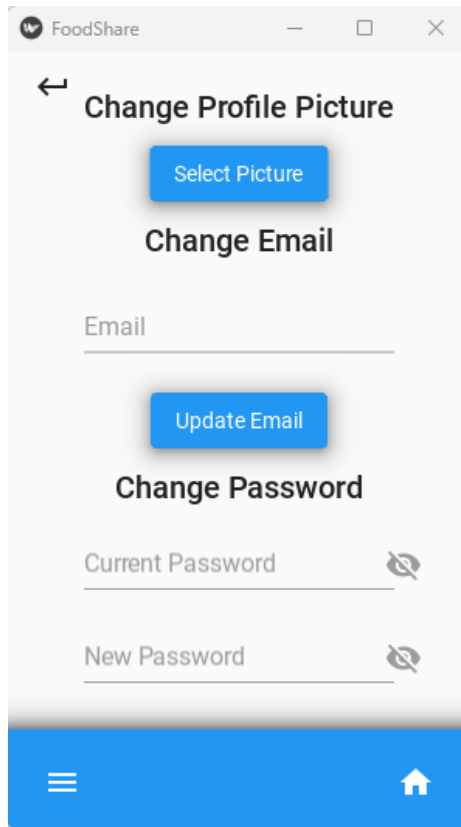 FoodShare
Change Profile Picture
Select Picture
Change Email
Email
Update Email
Change Password
Current Password
New Password